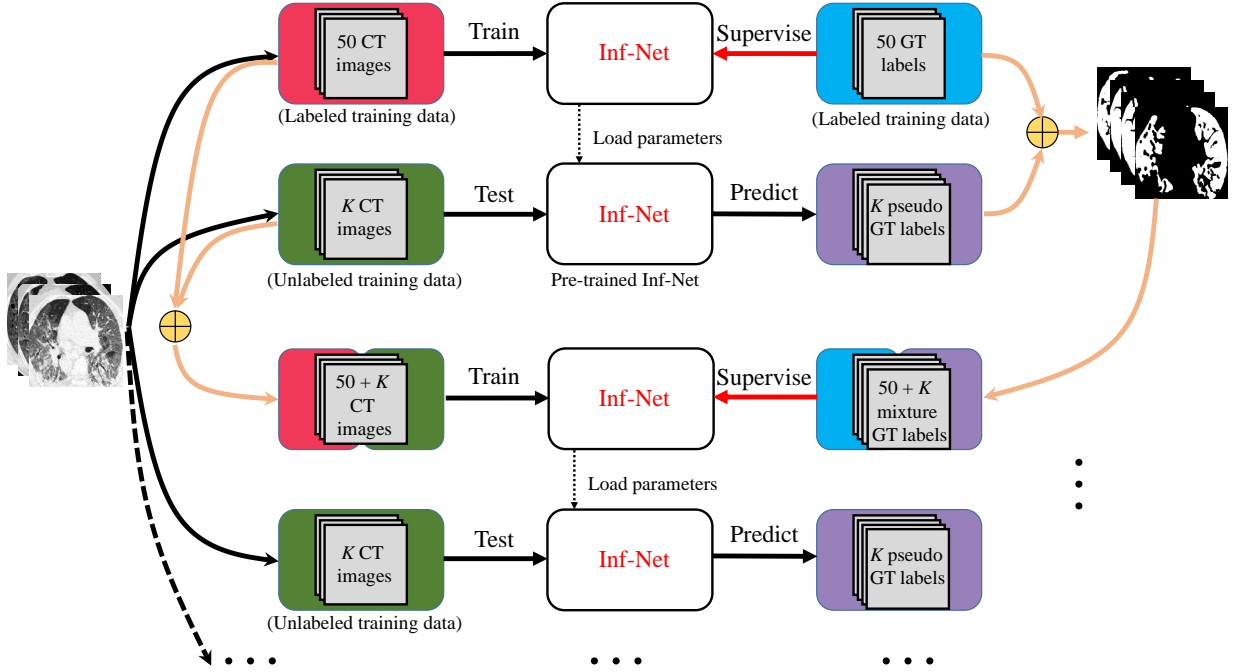 50 CT
images
(Labeled training data)
Train
Inf-Net
Supervise
50 GT
labels
(Labeled training data)
Load parameters
K CT
images
(Unlabeled training data)
Test
Inf-Net
Pre-trained Inf-Net
Predict
K pseudo
GT labels
50 + K
CT
images
Train
Inf-Net
Supervise
50 + K
mixture
GT labels
Load parameters
K CT
images
(Unlabeled training data)
Test
Inf-Net
Predict
K pseudo
GT labels